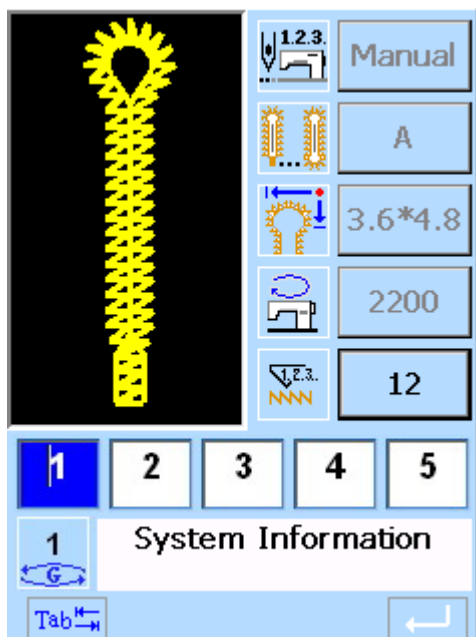 1.2.3.
Manual
A
3.6*4.8
2200
1.2.3..
12
1 2 3 4 5
1
G
System Information
Tab